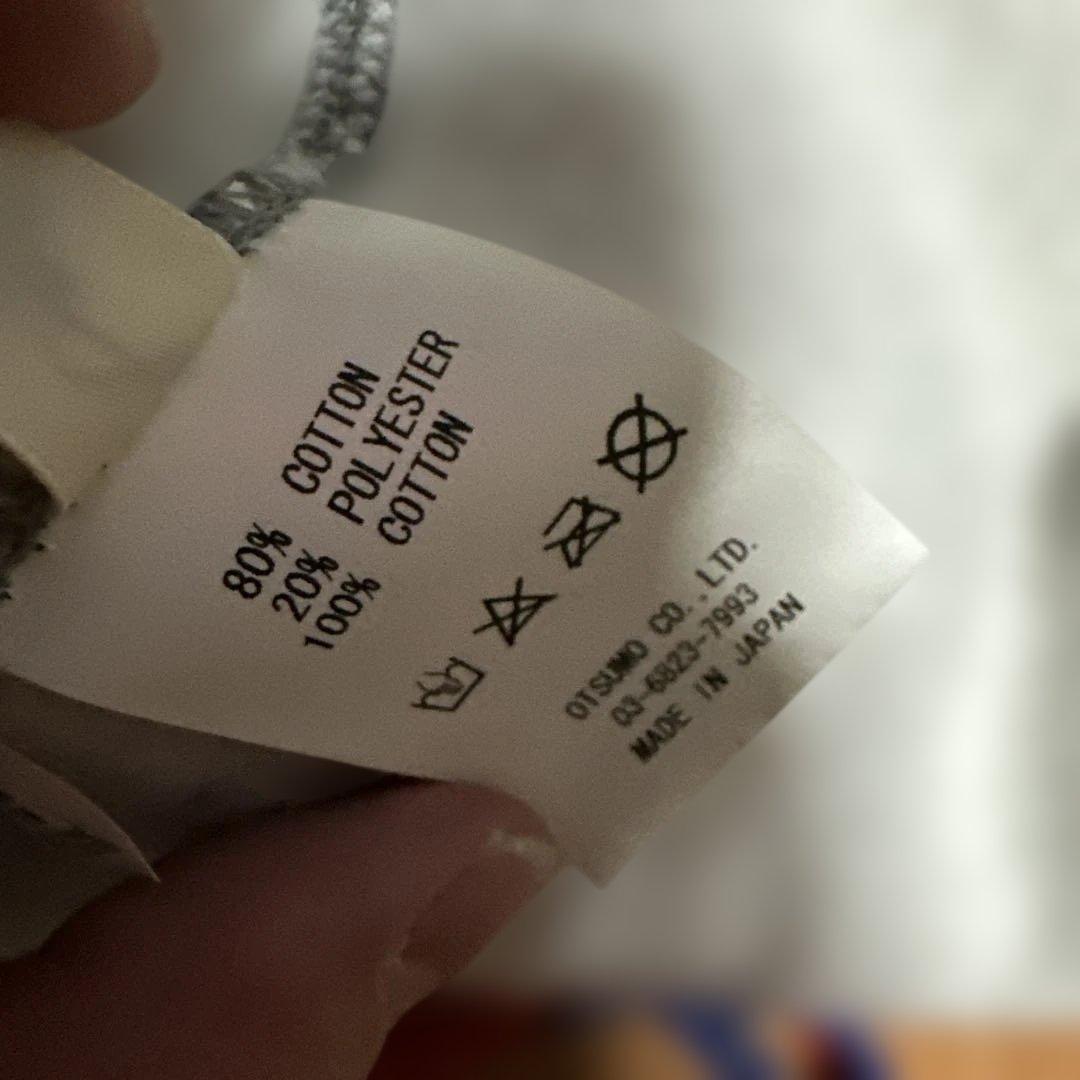 80% COTTON
20% POLYESTER
100% COTTON
OTSUMO CO.,LTD.
03-6823-7993
MADE IN JAPAN